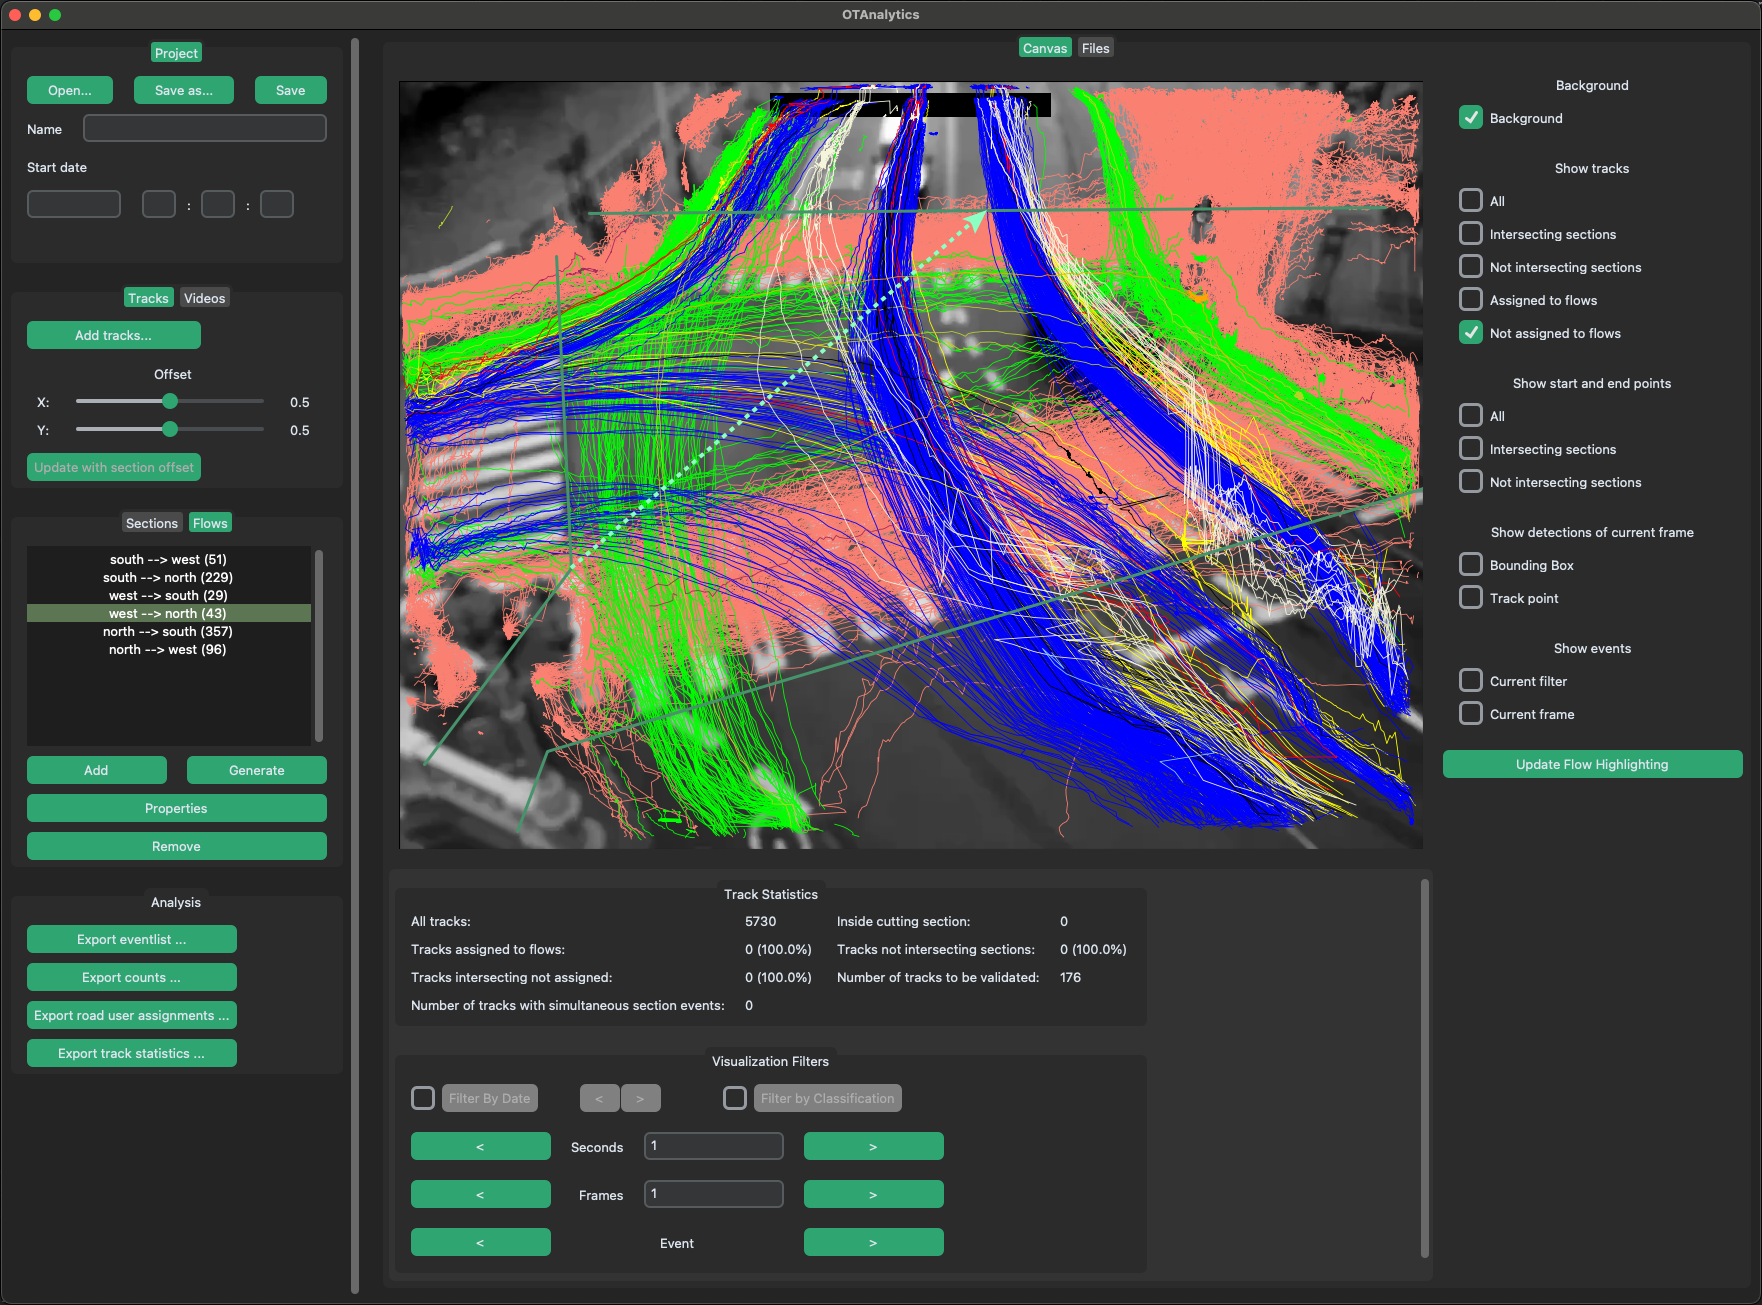 OTAnalytics
Project
Open...
Save as...
Save
Name
Start date
:
:
Tracks
Videos
Add tracks...
Offset
X:
0.5
Y:
0.5
Update with section offset
Sections
Flows
south --> west (51)
south --> north (229)
west --> south (29)
west --> north (43)
north --> south (357)
north --> west (96)
Add
Generate
Properties
Remove
Analysis
Export eventlist ...
Export counts ...
Export road user assignments ...
Export track statistics ...
Canvas
Files
Track Statistics
All tracks:
5730
Inside cutting section:
0
Tracks assigned to flows:
0 (100.0%)
Tracks not intersecting sections:
0 (100.0%)
Tracks intersecting not assigned:
0 (100.0%)
Number of tracks to be validated:
176
Number of tracks with simultaneous section events:
0
Visualization Filters
Filter By Date
<
>
Filter by Classification
<
Seconds
1
>
<
Frames
1
>
<
Event
>
Background
Background
Show tracks
All
Intersecting sections
Not intersecting sections
Assigned to flows
Not assigned to flows
Show start and end points
All
Intersecting sections
Not intersecting sections
Show detections of current frame
Bounding Box
Track point
Show events
Current filter
Current frame
Update Flow Highlighting